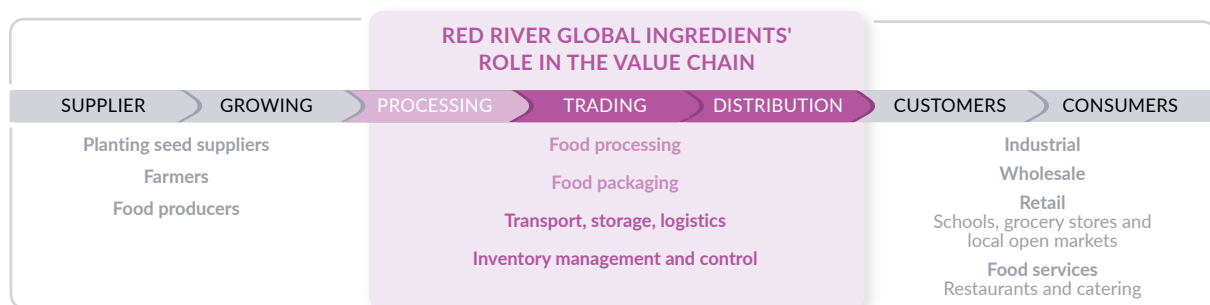 RED RIVER GLOBAL INGREDIENTS'
ROLE IN THE VALUE CHAIN
SUPPLIER
GROWING
PROCESSING
TRADING
DISTRIBUTION
CUSTOMERS
CONSUMERS
Planting seed suppliers
Farmers
Food producers
Food processing
Food packaging
Transport, storage, logistics
Inventory management and control
Industrial
Wholesale
Retail
Schools, grocery stores and
local open markets
Food services
Restaurants and catering